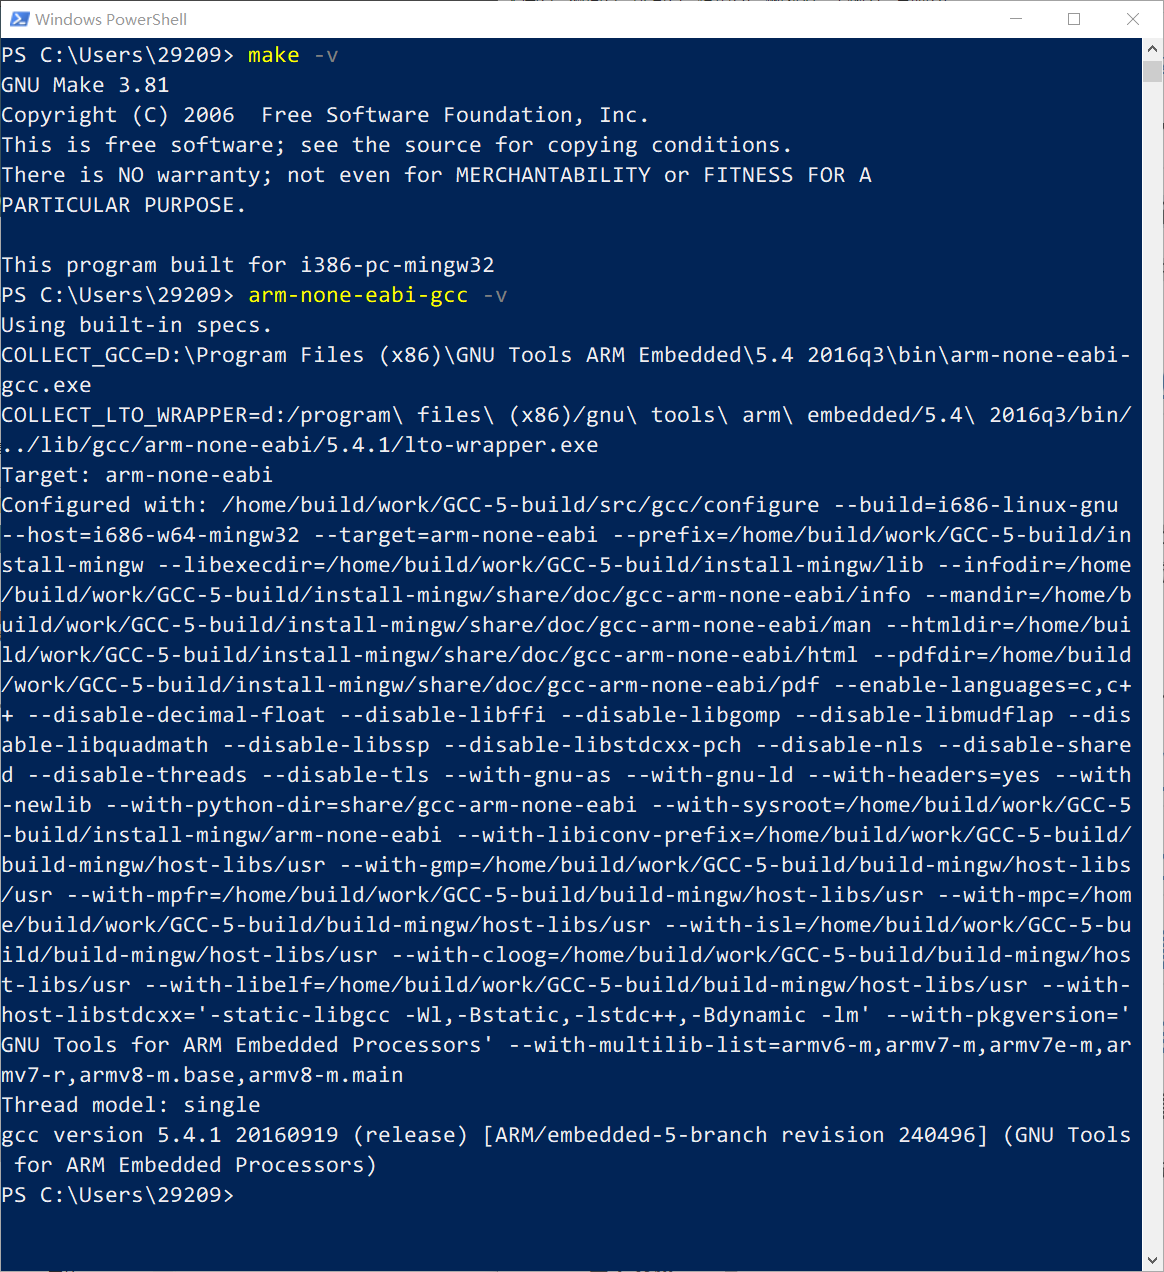 Windows PowerShell
PS C:\Users\29209> make -v
GNU Make 3.81
Copyright (C) 2006  Free Software Foundation, Inc.
This is free software; see the source for copying conditions.
There is NO warranty; not even for MERCHANTABILITY or FITNESS FOR A
PARTICULAR PURPOSE.

This program built for i386-pc-mingw32
PS C:\Users\29209> arm-none-eabi-gcc -v
Using built-in specs.
COLLECT_GCC=D:\Program Files (x86)\GNU Tools ARM Embedded\5.4 2016q3\bin\arm-none-eabi-
gcc.exe
COLLECT_LTO_WRAPPER=d:/program\ files\ (x86)/gnu\ tools\ arm\ embedded/5.4\ 2016q3/bin/
../lib/gcc/arm-none-eabi/5.4.1/lto-wrapper.exe
Target: arm-none-eabi
Configured with: /home/build/work/GCC-5-build/src/gcc/configure --build=i686-linux-gnu
--host=i686-w64-mingw32 --target=arm-none-eabi --prefix=/home/build/work/GCC-5-build/in
stall-mingw --libexecdir=/home/build/work/GCC-5-build/install-mingw/lib --infodir=/home
/build/work/GCC-5-build/install-mingw/share/doc/gcc-arm-none-eabi/info --mandir=/home/b
uild/work/GCC-5-build/install-mingw/share/doc/gcc-arm-none-eabi/man --htmldir=/home/bui
ld/work/GCC-5-build/install-mingw/share/doc/gcc-arm-none-eabi/html --pdfdir=/home/build
/work/GCC-5-build/install-mingw/share/doc/gcc-arm-none-eabi/pdf --enable-languages=c,c+
+ --disable-decimal-float --disable-libffi --disable-libgomp --disable-libmudflap --dis
able-libquadmath --disable-libssp --disable-libstdcxx-pch --disable-nls --disable-share
d --disable-threads --disable-tls --with-gnu-as --with-gnu-ld --with-headers=yes --with
-newlib --with-python-dir=share/gcc-arm-none-eabi --with-sysroot=/home/build/work/GCC-5
-build/install-mingw/arm-none-eabi --with-libiconv-prefix=/home/build/work/GCC-5-build/
build-mingw/host-libs/usr --with-gmp=/home/build/work/GCC-5-build/build-mingw/host-libs
/usr --with-mpfr=/home/build/work/GCC-5-build/build-mingw/host-libs/usr --with-mpc=/hom
e/build/work/GCC-5-build/build-mingw/host-libs/usr --with-isl=/home/build/work/GCC-5-bu
ild/build-mingw/host-libs/usr --with-cloog=/home/build/work/GCC-5-build/build-mingw/hos
t-libs/usr --with-libelf=/home/build/work/GCC-5-build/build-mingw/host-libs/usr --with-
host-libstdcxx='-static-libgcc -Wl,-Bstatic,-lstdc++,-Bdynamic -lm' --with-pkgversion='
GNU Tools for ARM Embedded Processors' --with-multilib-list=armv6-m,armv7-m,armv7e-m,ar
mv7-r,armv8-m.base,armv8-m.main
Thread model: single
gcc version 5.4.1 20160919 (release) [ARM/embedded-5-branch revision 240496] (GNU Tools
 for ARM Embedded Processors)
PS C:\Users\29209>